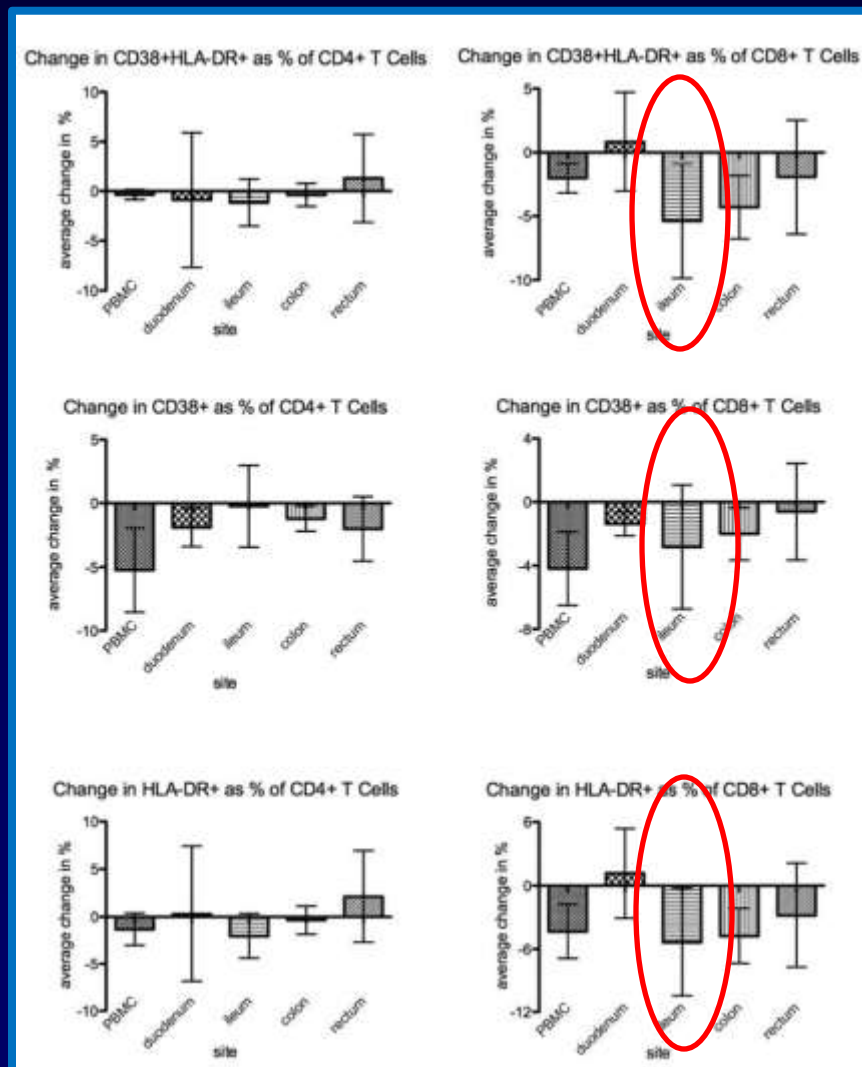 Change in CD38+HLA-DR+ as % of CD4+ T Cells
average change in %
10
5
0
-5
-10
PBMC
duodenum
ileum
colon
rectum
site
Change in CD38+HLA-DR+ as % of CD8+ T Cells
average change in %
5
0
-5
-10
PBMC
duodenum
ileum
colon
rectum
site
Change in CD38+ as % of CD4+ T Cells
average change in %
5
0
-5
-10
PBMC
duodenum
ileum
colon
rectum
site
Change in CD38+ as % of CD8+ T Cells
average change in %
4
0
-4
-8
PBMC
duodenum
ileum
colon
rectum
site
Change in HLA-DR+ as % of CD4+ T Cells
average change in %
10
5
0
-5
-10
PBMC
duodenum
ileum
colon
rectum
site
Change in HLA-DR+ as % of CD8+ T Cells
average change in %
6
0
-6
-12
PBMC
duodenum
ileum
colon
rectum
site